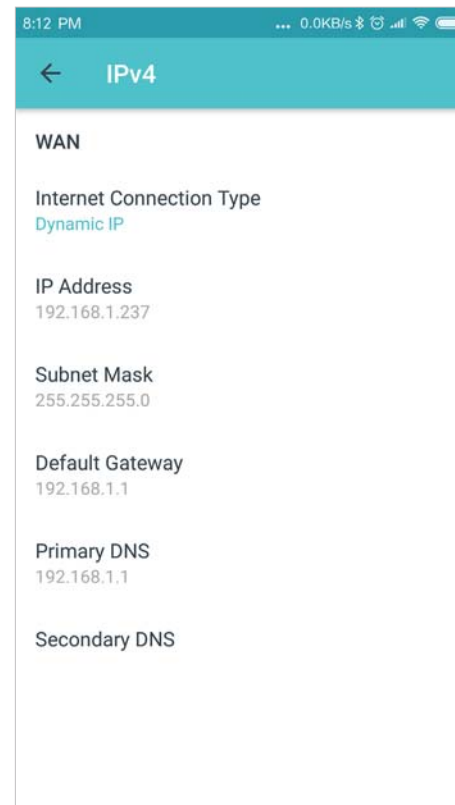 8:12 PM ... 0.0KB/s
IPv4
WAN
Internet Connection Type
Dynamic IP
IP Address
192.168.1.237
Subnet Mask
255.255.255.0
Default Gateway
192.168.1.1
Primary DNS
192.168.1.1
Secondary DNS